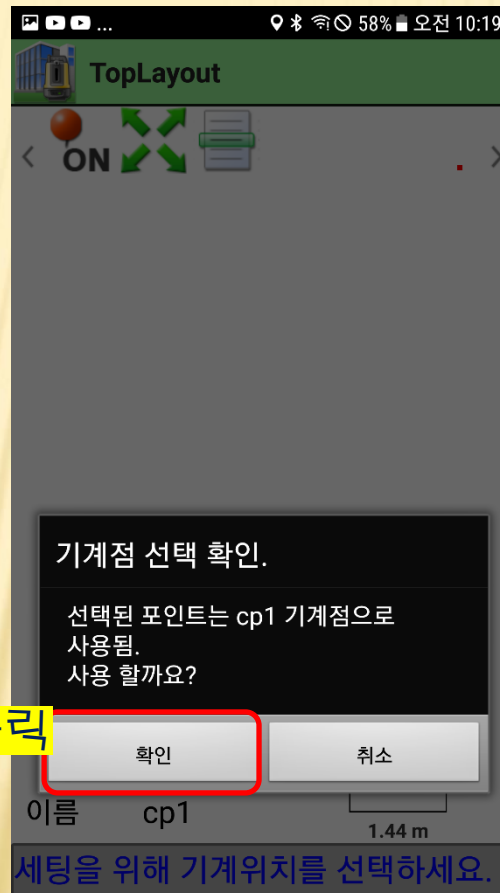 ... 58% 오전 10:19
TopLayout
ON
기계점 선택 확인.
선택된 포인트는 cp1 기계점으로
사용됨.
사용 할까요?
릭
확인 취소
이름 cp1
1.44 m
세팅을 위해 기계위치를 선택하세요.